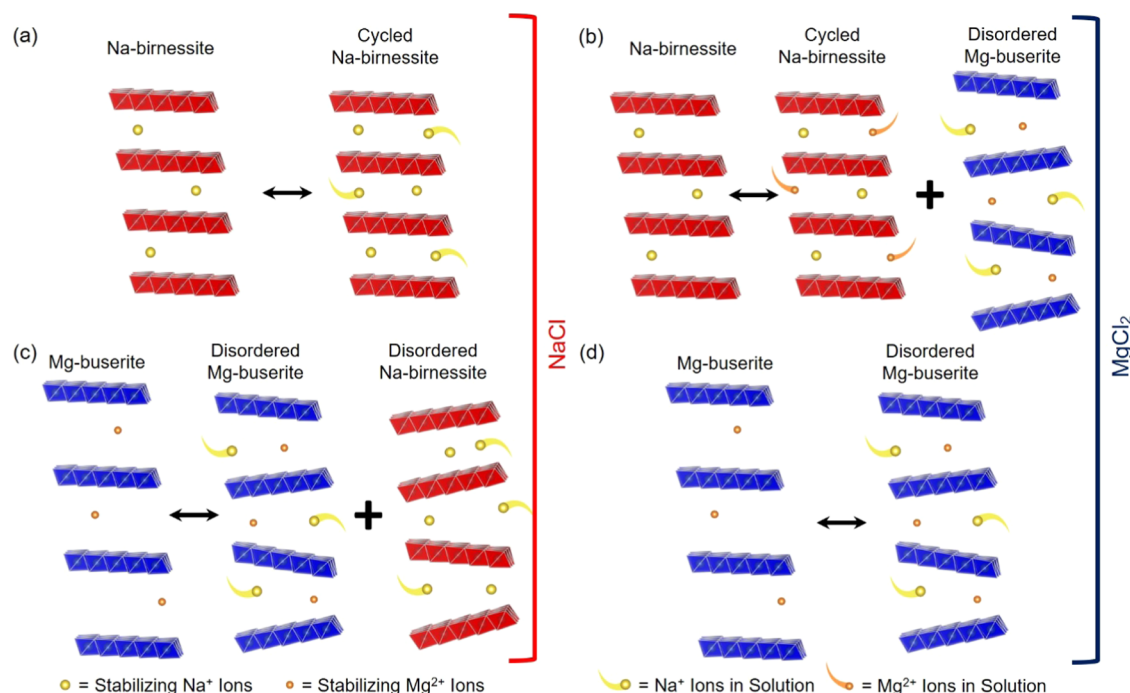 (a)
Na-birnessite
Cycled
Na-birnessite
(b)
Na-birnessite
Cycled
Na-birnessite
Disordered
Mg-buserite
NaCl
MgCl₂
(c)
Mg-buserite
Disordered
Mg-buserite
Disordered
Na-birnessite
(d)
Mg-buserite
Disordered
Mg-buserite
= Stabilizing Na⁺ Ions
= Stabilizing Mg²⁺ Ions
= Na⁺ Ions in Solution
= Mg²⁺ Ions in Solution